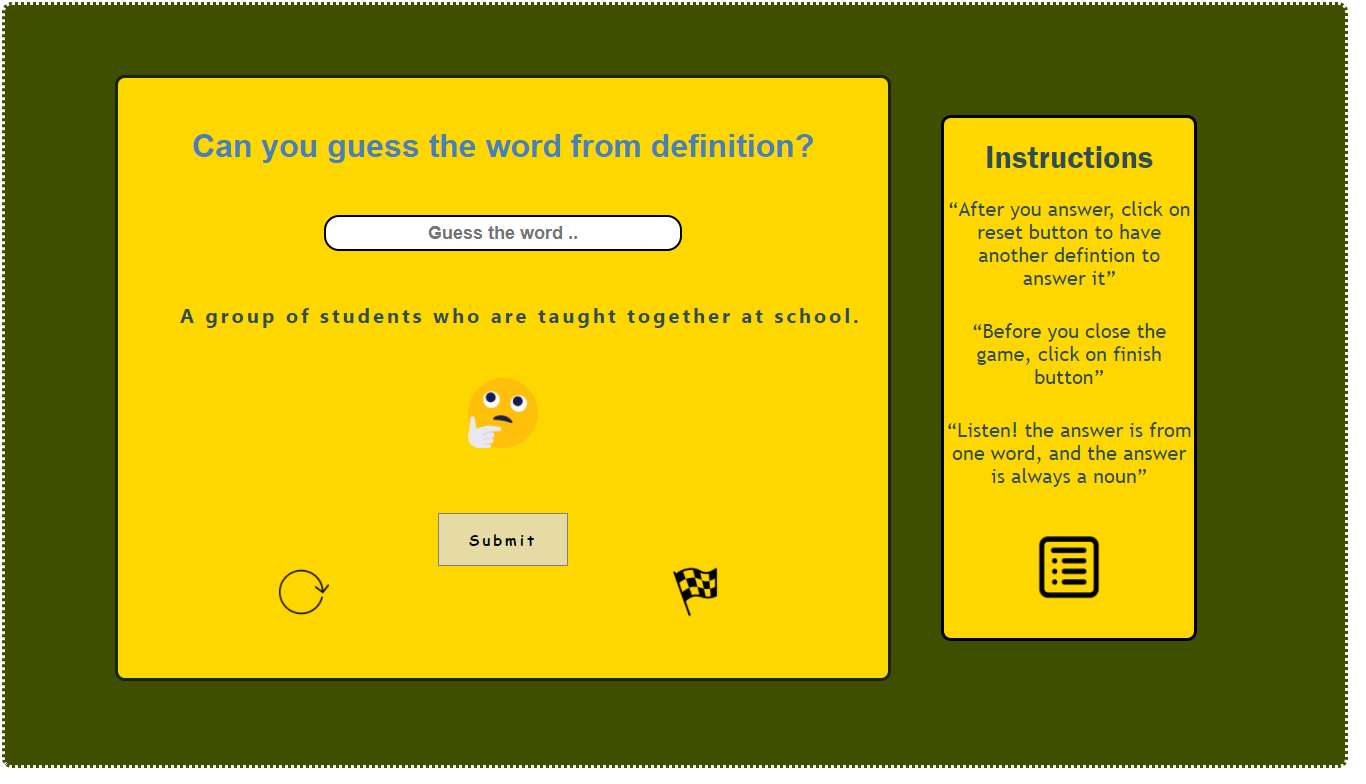 Can you guess the word from definition?
Guess the word ..
A group of students who are taught together at school.
Submit
Instructions
“After you answer, click on
reset button to have
another defintion to
answer it”
“Before you close the
game, click on finish
button”
“Listen! the answer is from
one word, and the answer
is always a noun”